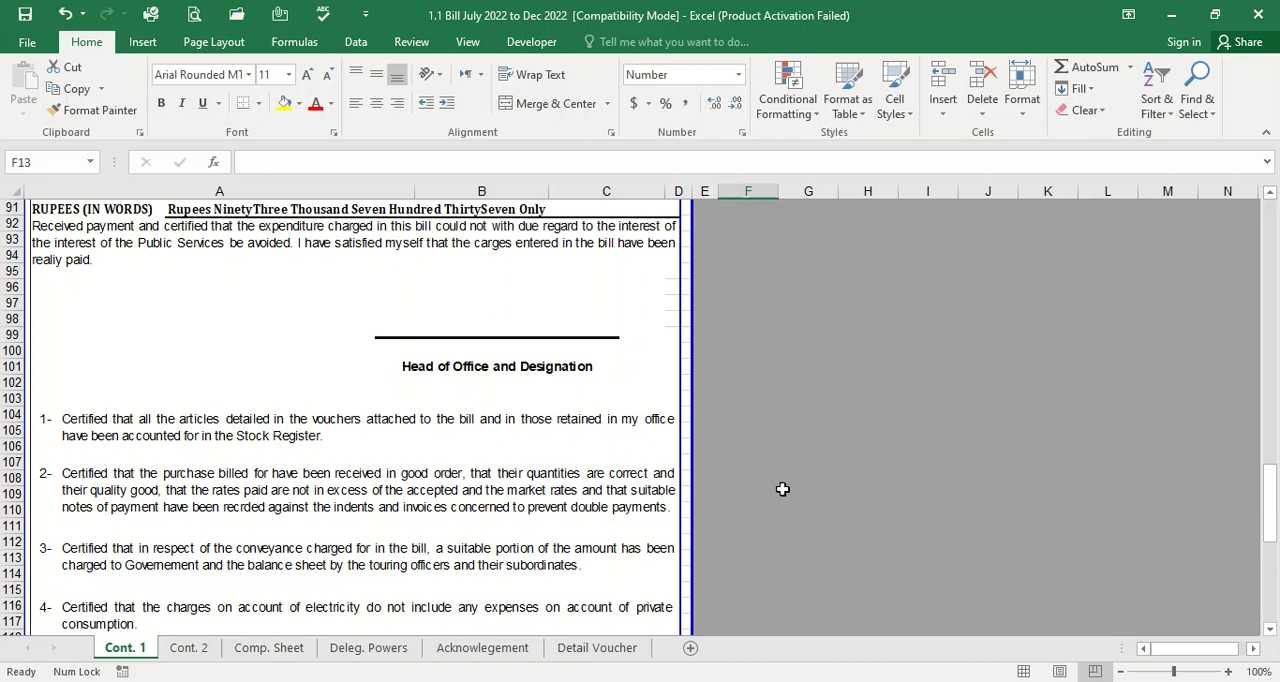 1.1 Bill July 2022 to Dec 2022 [Compatibility Mode] - Excel (Product Activation Failed)
File Home Insert Page Layout Formulas Data Review View Developer Tell me what you want to do... Sign in Share
Paste Cut Copy Format Painter Clipboard
Arial Rounded MT 11 B I U A Font
Wrap Text Merge & Center Alignment
Number $ % , Number
Conditional Formatting Format as Table Cell Styles Styles
Insert Delete Format Cells
AutoSum Fill Clear Sort & Filter Find & Select Editing
F13 fx
A B C D E F G H I J K L M N
91 RUPEES (IN WORDS) Rupees NinetyThree Thousand Seven Hundred ThirtySeven Only
92 Received payment and certified that the expenditure charged in this bill could not with due regard to the interest of
93 the interest of the Public Services be avoided. I have satisfied myself that the carges entered in the bill have been
94 really paid.
95
96
97
98
99
100
101 Head of Office and Designation
102
103
104 1- Certified that all the articles detailed in the vouchers attached to the bill and in those retained in my office
105 have been accounted for in the Stock Register.
106
107
108 2- Certified that the purchase billed for have been received in good order, that their quantities are correct and
109 their quality good, that the rates paid are not in excess of the accepted and the market rates and that suitable
110 notes of payment have been recrded against the indents and invoices concerned to prevent double payments.
111
112 3- Certified that in respect of the conveyance charged for in the bill, a suitable portion of the amount has been
113 charged to Governement and the balance sheet by the touring officers and their subordinates.
114
115
116 4- Certified that the charges on account of electricity do not include any expenses on account of private
117 consumption.
Cont. 1 Cont. 2 Comp. Sheet Deleg. Powers Acknowlegement Detail Voucher
Ready Num Lock 100%